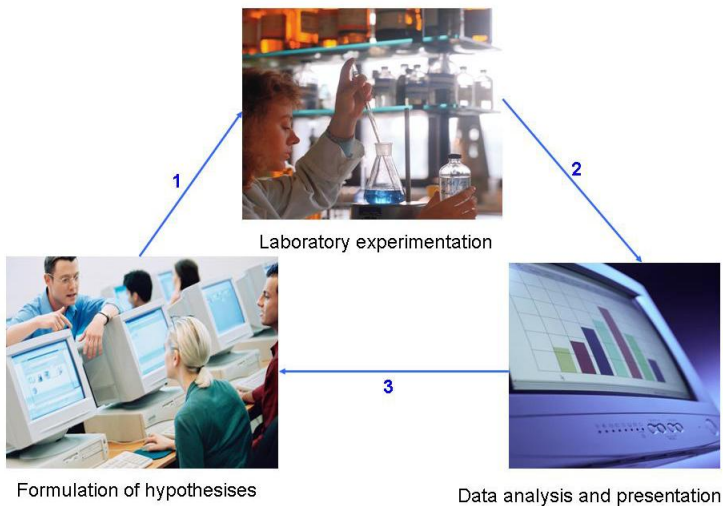 1
2
Laboratory experimentation
3
Formulation of hypothesises
Data analysis and presentation